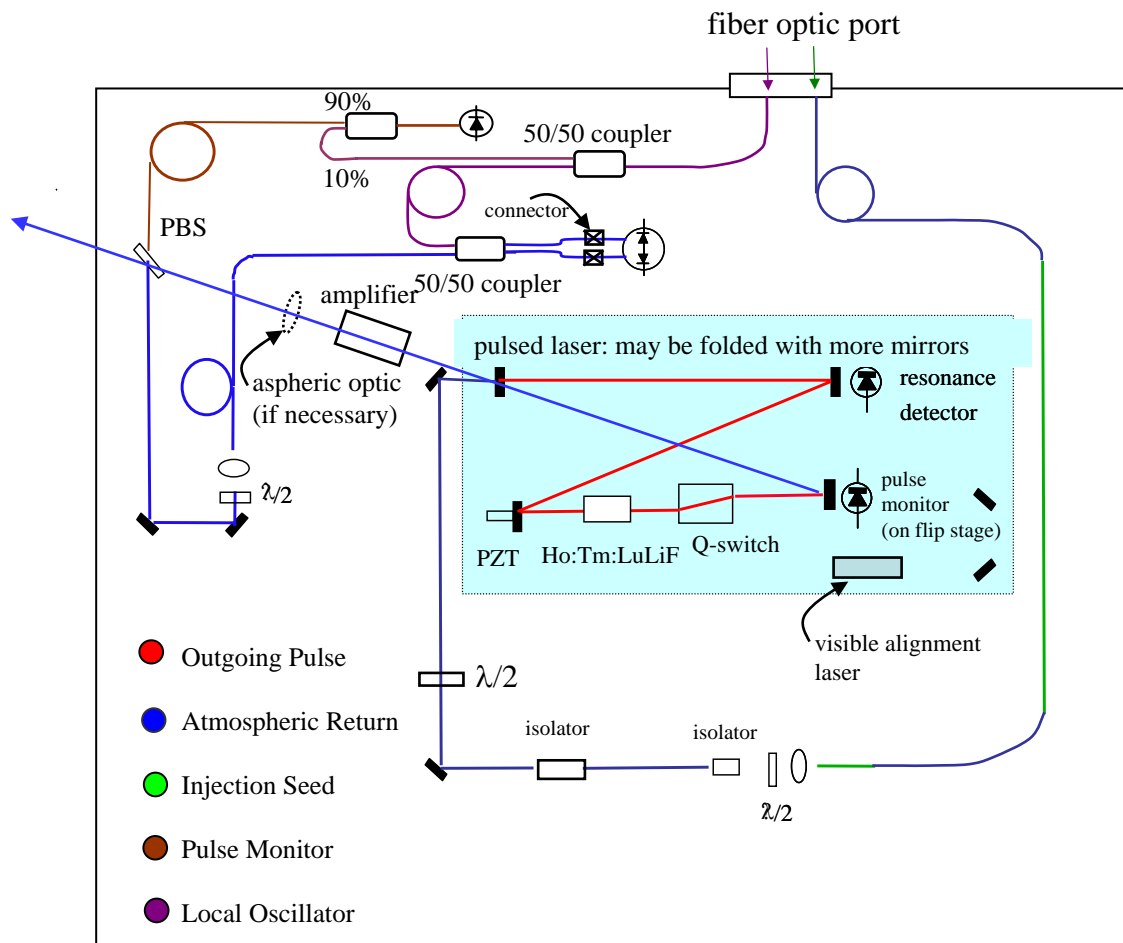 fiber optic port
90%
50/50 coupler
10%
connector
PBS
50/50 coupler
amplifier
pulsed laser: may be folded with more mirrors
resonance
detector
aspheric optic
(if necessary)
λ/2
pulse
monitor
(on flip stage)
PZT
Ho:Tm:LuLiF
Q-switch
visible alignment
laser
Outgoing Pulse
λ/2
Atmospheric Return
isolator
isolator
Injection Seed
λ/2
Pulse Monitor
Local Oscillator